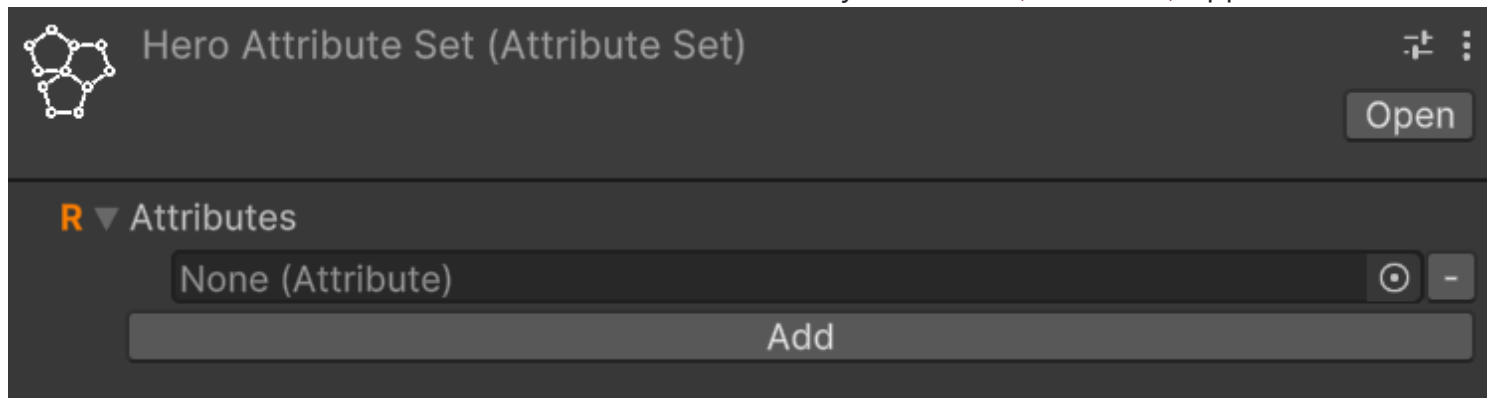 Hero Attribute Set (Attribute Set)
Open
R Attributes
None (Attribute)
-
Add